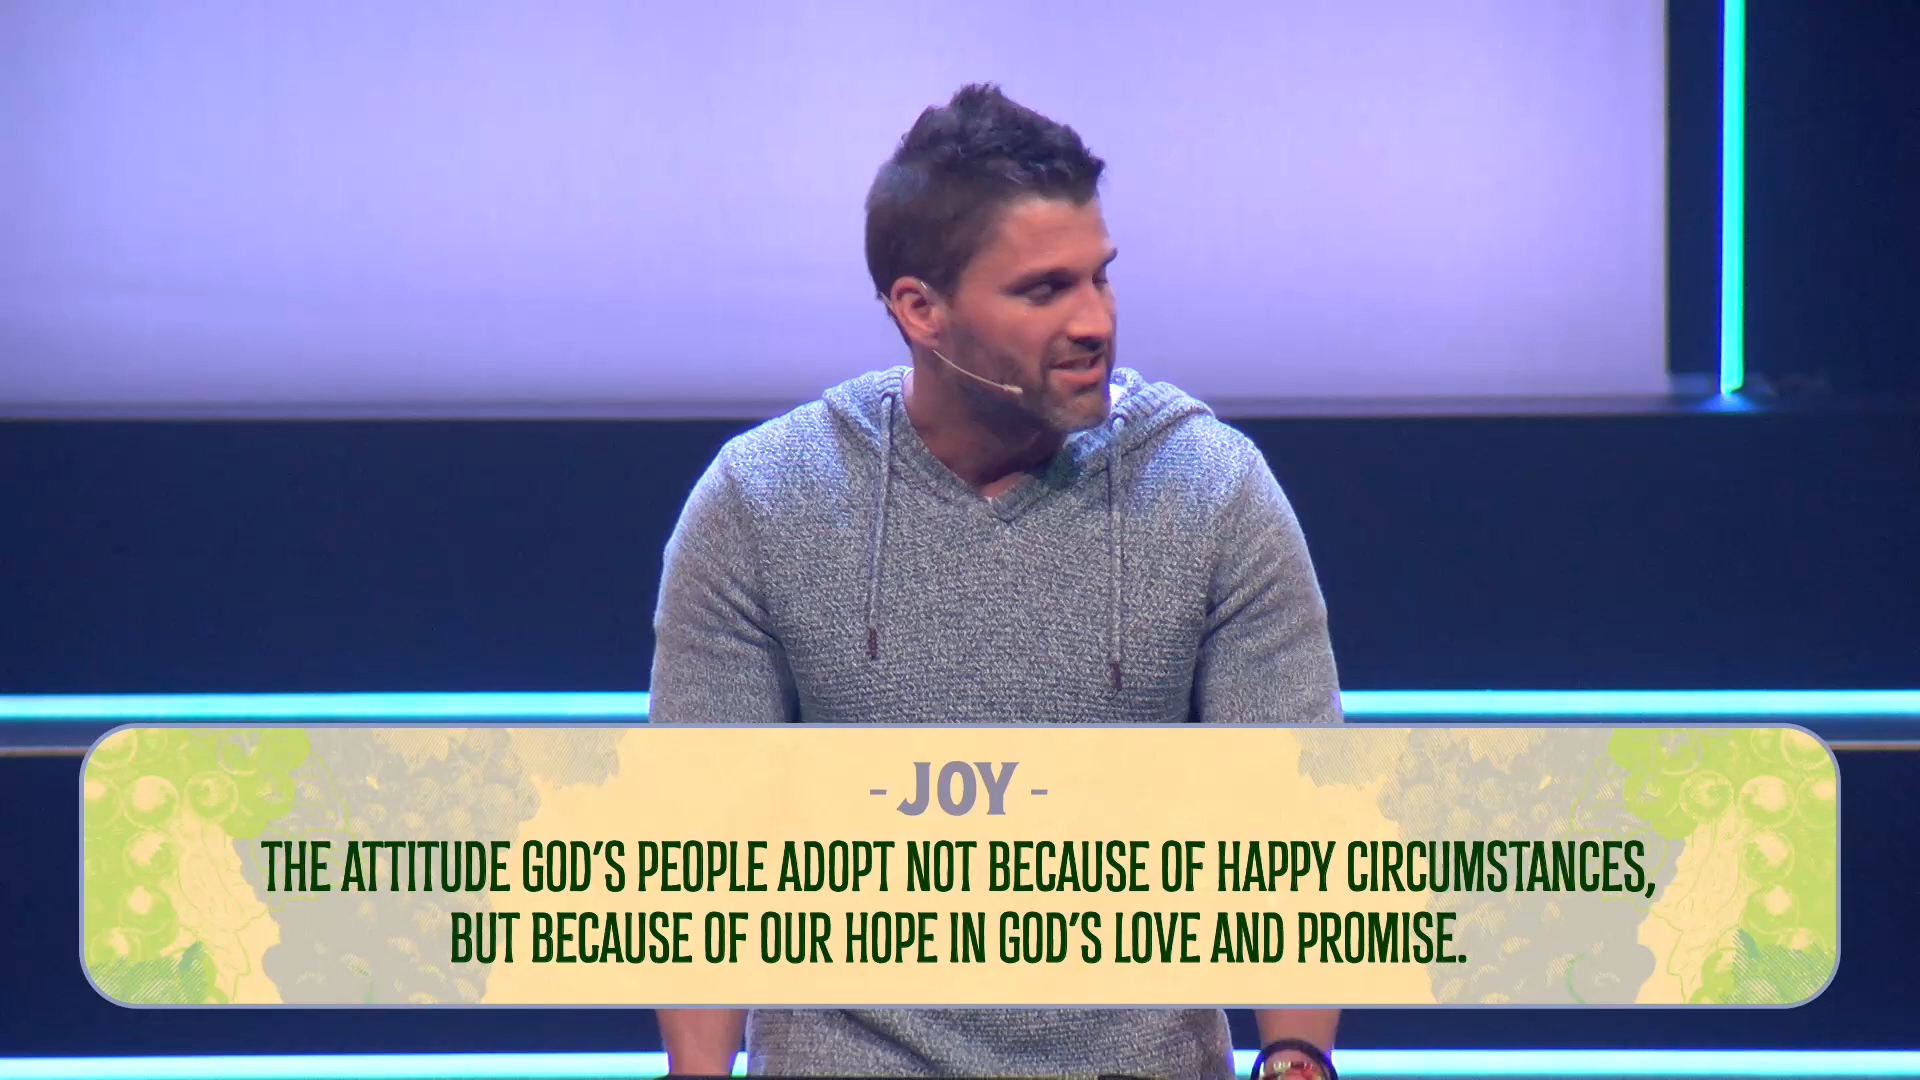 - JOY -
THE ATTITUDE GOD'S PEOPLE ADOPT NOT BECAUSE OF HAPPY CIRCUMSTANCES,
BUT BECAUSE OF OUR HOPE IN GOD'S LOVE AND PROMISE.